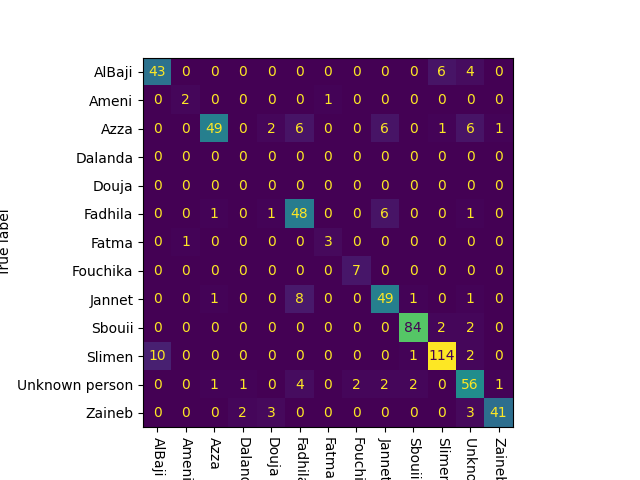 AlBaji 43 0 0 0 0 0 0 0 0 0 6 4 0
Ameni 0 2 0 0 0 0 1 0 0 0 0 0 0
Azza 0 0 49 0 2 6 0 0 6 0 1 6 1
Dalanda 0 0 0 0 0 0 0 0 0 0 0 0 0
Douja 0 0 0 0 0 0 0 0 0 0 0 0 0
Fadhila 0 0 1 0 1 48 0 0 6 0 0 1 0
Fatma 0 1 0 0 0 0 3 0 0 0 0 0 0
Fouchika 0 0 0 0 0 0 0 7 0 0 0 0 0
Jannet 0 0 1 0 0 8 0 0 49 1 0 1 0
Sbouii 0 0 0 0 0 0 0 0 0 84 2 2 0
Slimen 10 0 0 0 0 0 0 0 0 1 114 2 0
Unknown person 0 0 1 1 0 4 0 2 2 2 0 56 1
Zaineb 0 0 0 2 3 0 0 0 0 0 0 3 41
True label
AlBaji
Ameni
Azza
Daland
Douja
Fadhila
Fatma
Fouchi
Jannet
Sbouii
Slimen
Unkno
Zaineb